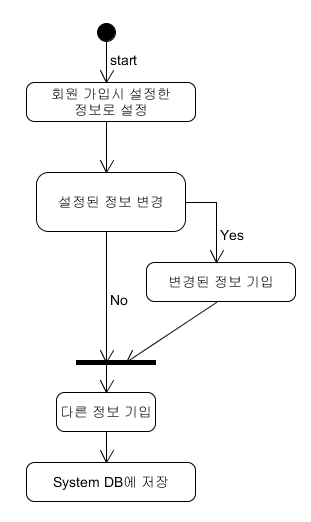 start
회원 가입시 설정한
정보로 설정
설정된 정보 변경
Yes
변경된 정보 기입
No
다른 정보 기입
System DB에 저장